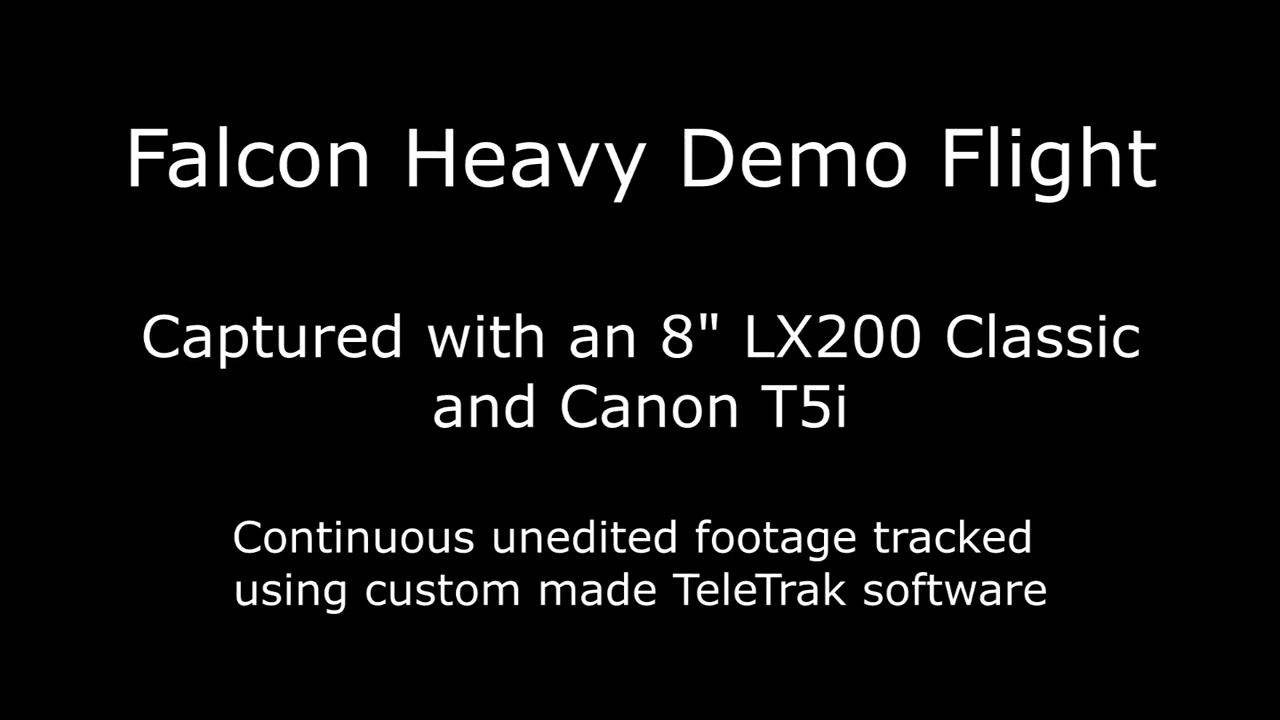 Falcon Heavy Demo Flight
Captured with an 8" LX200 Classic
and Canon T5i
Continuous unedited footage tracked
using custom made TeleTrak software